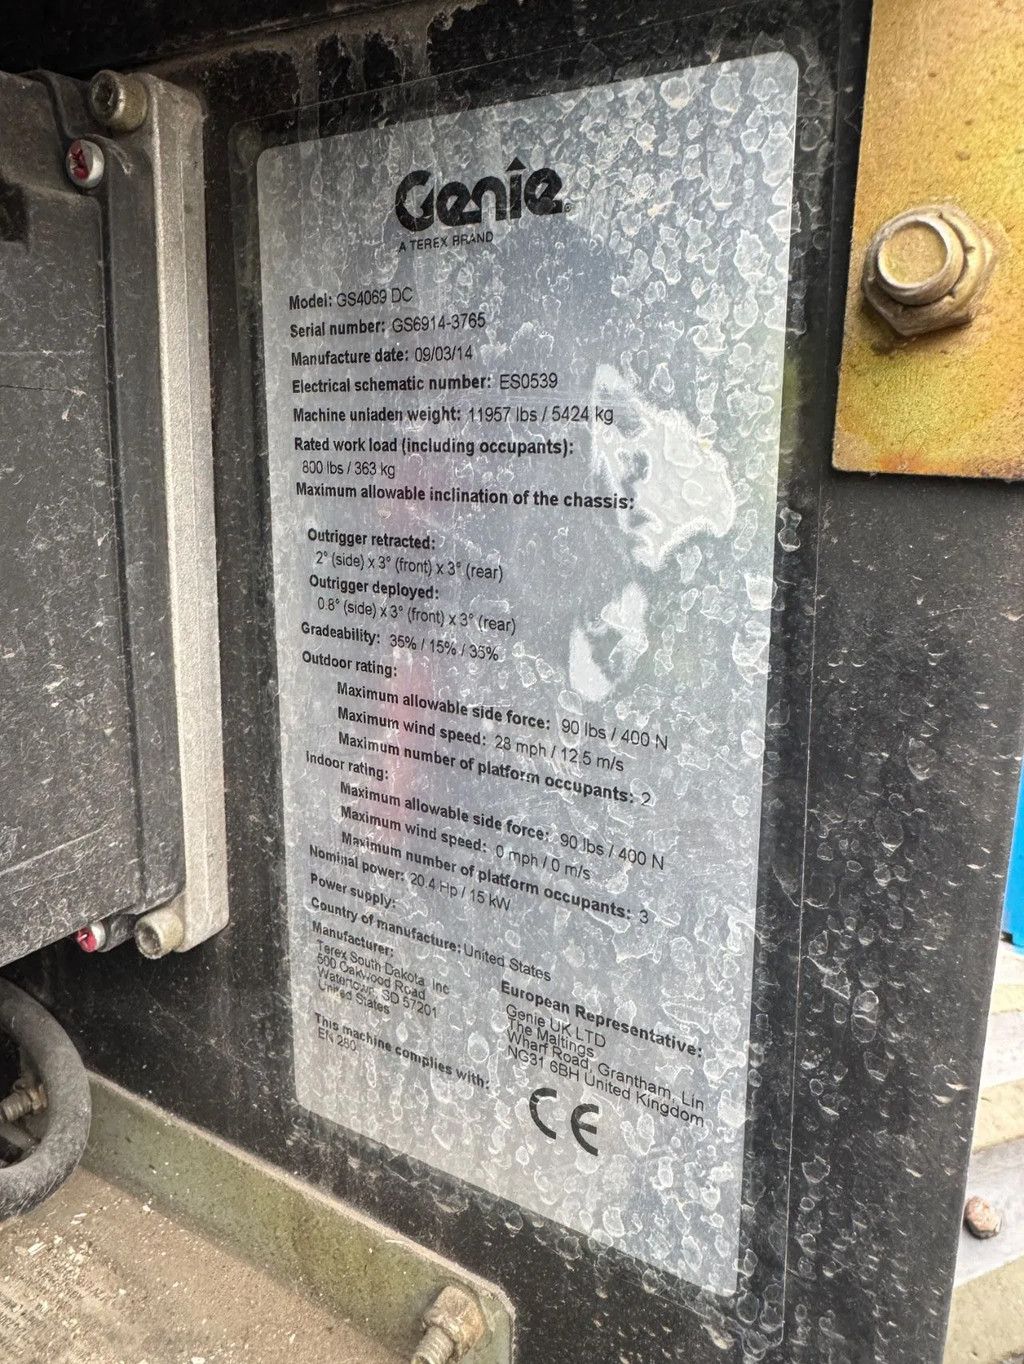 Genie
A TEREX BRAND
Model: GS4069 DC
Serial number: GS6914-3765
Manufacture date: 09/03/14
Electrical schematic number: ES0539
Machine unladen weight: 11957 lbs / 5424 kg
Rated work load (including occupants):
800 lbs / 363 kg
Maximum allowable inclination of the chassis:
Outrigger retracted:
2° (side) x 3° (front) x 3° (rear)
Outrigger deployed:
0.8° (side) x 3° (front) x 3° (rear)
Gradeability: 35% / 15% / 35%
Outdoor rating:
Maximum allowable side force: 90 lbs / 400 N
Maximum wind speed: 28 mph / 12.5 m/s
Maximum number of platform occupants: 2
Indoor rating:
Maximum allowable side force: 90 lbs / 400 N
Maximum wind speed: 0 mph / 0 m/s
Maximum number of platform occupants: 3
Nominal power: 20.4 Hp / 15 kW
Power supply:
Country of manufacture: United States
Manufacturer:
Terex South Dakota, Inc
500 Oakwood Road
Watertown, SD 57201
United States
European Representative:
Genie UK LTD
The Maltings
Wharf Road, Grantham, Lin
NG31 6BH United Kingdom
This machine complies with:
EN 280
CE